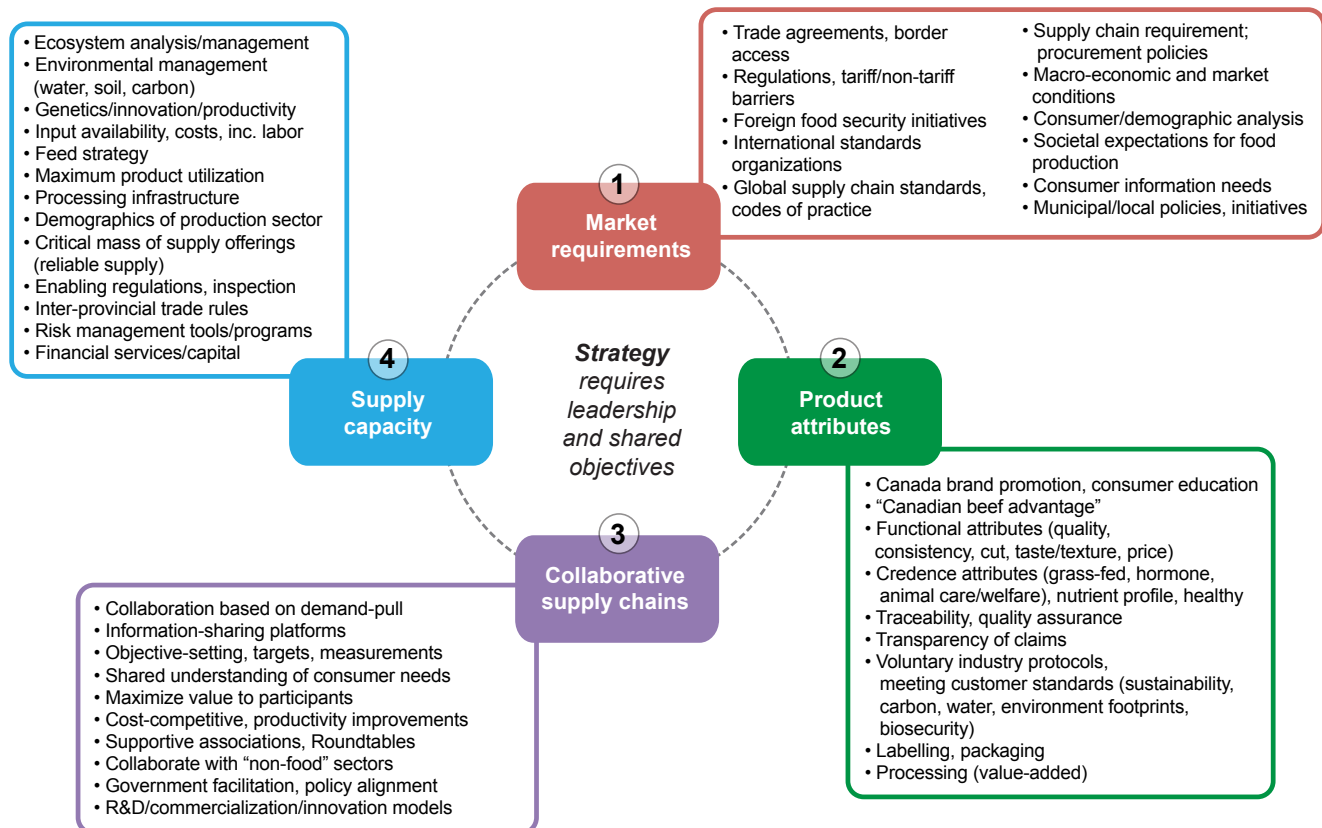 1
Market
requirements
• Trade agreements, border
access
• Regulations, tariff/non-tariff
barriers
• Foreign food security initiatives
• International standards
organizations
• Global supply chain standards,
codes of practice
• Supply chain requirement;
procurement policies
• Macro-economic and market
conditions
• Consumer/demographic analysis
• Societal expectations for food
production
• Consumer information needs
• Municipal/local policies, initiatives
2
Product
attributes
• Canada brand promotion, consumer education
• “Canadian beef advantage”
• Functional attributes (quality,
consistency, cut, taste/texture, price)
• Credence attributes (grass-fed, hormone,
animal care/welfare), nutrient profile, healthy
• Traceability, quality assurance
• Transparency of claims
• Voluntary industry protocols,
meeting customer standards (sustainability,
carbon, water, environment footprints,
biosecurity)
• Labelling, packaging
• Processing (value-added)
3
Collaborative
supply chains
• Collaboration based on demand-pull
• Information-sharing platforms
• Objective-setting, targets, measurements
• Shared understanding of consumer needs
• Maximize value to participants
• Cost-competitive, productivity improvements
• Supportive associations, Roundtables
• Collaborate with “non-food” sectors
• Government facilitation, policy alignment
• R&D/commercialization/innovation models
4
Supply
capacity
• Ecosystem analysis/management
• Environmental management
(water, soil, carbon)
• Genetics/innovation/productivity
• Input availability, costs, inc. labor
• Feed strategy
• Maximum product utilization
• Processing infrastructure
• Demographics of production sector
• Critical mass of supply offerings
(reliable supply)
• Enabling regulations, inspection
• Inter-provincial trade rules
• Risk management tools/programs
• Financial services/capital
Strategy
requires
leadership
and shared
objectives